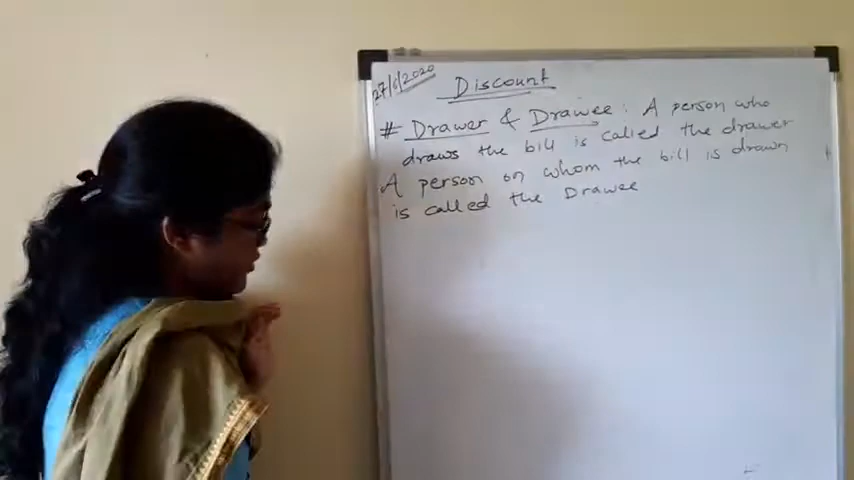 27/6/2020
Discount
# Drawer & Drawee : A person who
draws the bill is called the drawer
A person on whom the bill is drawn
is called the Drawee